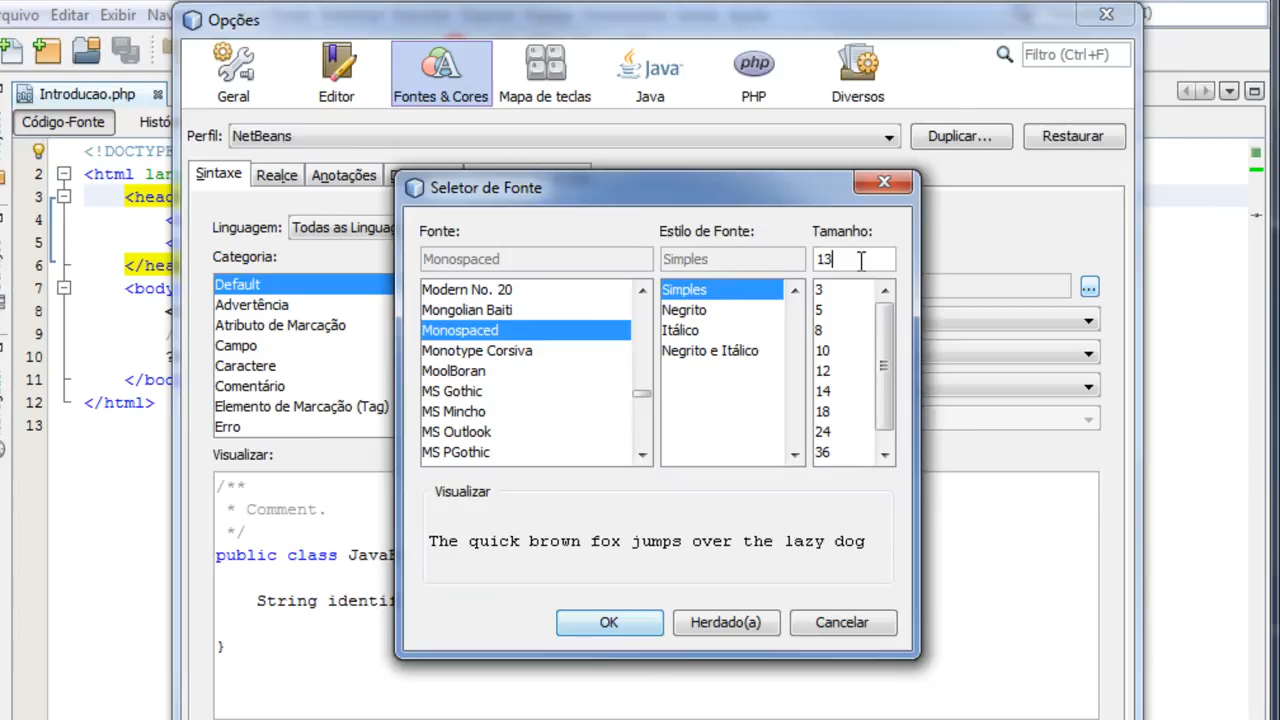 rquivo Editar Exibir Na
Opções
Geral Editor Fontes & Cores Mapa de teclas Java PHP Diversos
Java php
Filtro (Ctrl+F)
Introducao.php
Código-Fonte Histó
Perfil: NetBeans Duplicar... Restaurar
Sintaxe Realce Anotações
Linguagem: Todas as Lingua
Categoria:
Default
Advertência
Atributo de Marcação
Campo
Caractere
Comentário
Elemento de Marcação (Tag)
Erro
Visualizar:
/**
* Comment.
*/
public class Java
String identif
}
<!DOCTYPE
2 <html lan
3 <head
4 <
5 <
6 </hea
7 <body
8 <
9 /
10 ?
11 </bod
12 </html>
13
Seletor de Fonte
Fonte: Estilo de Fonte: Tamanho:
Monospaced Simples 13
Modern No. 20
Mongolian Baiti
Monospaced
Monotype Corsiva
MoolBoran
MS Gothic
MS Mincho
MS Outlook
MS PGothic
Simples
Negrito
Itálico
Negrito e Itálico
3
5
8
10
12
14
18
24
36
Visualizar
The quick brown fox jumps over the lazy dog
OK Herdado(a) Cancelar
...